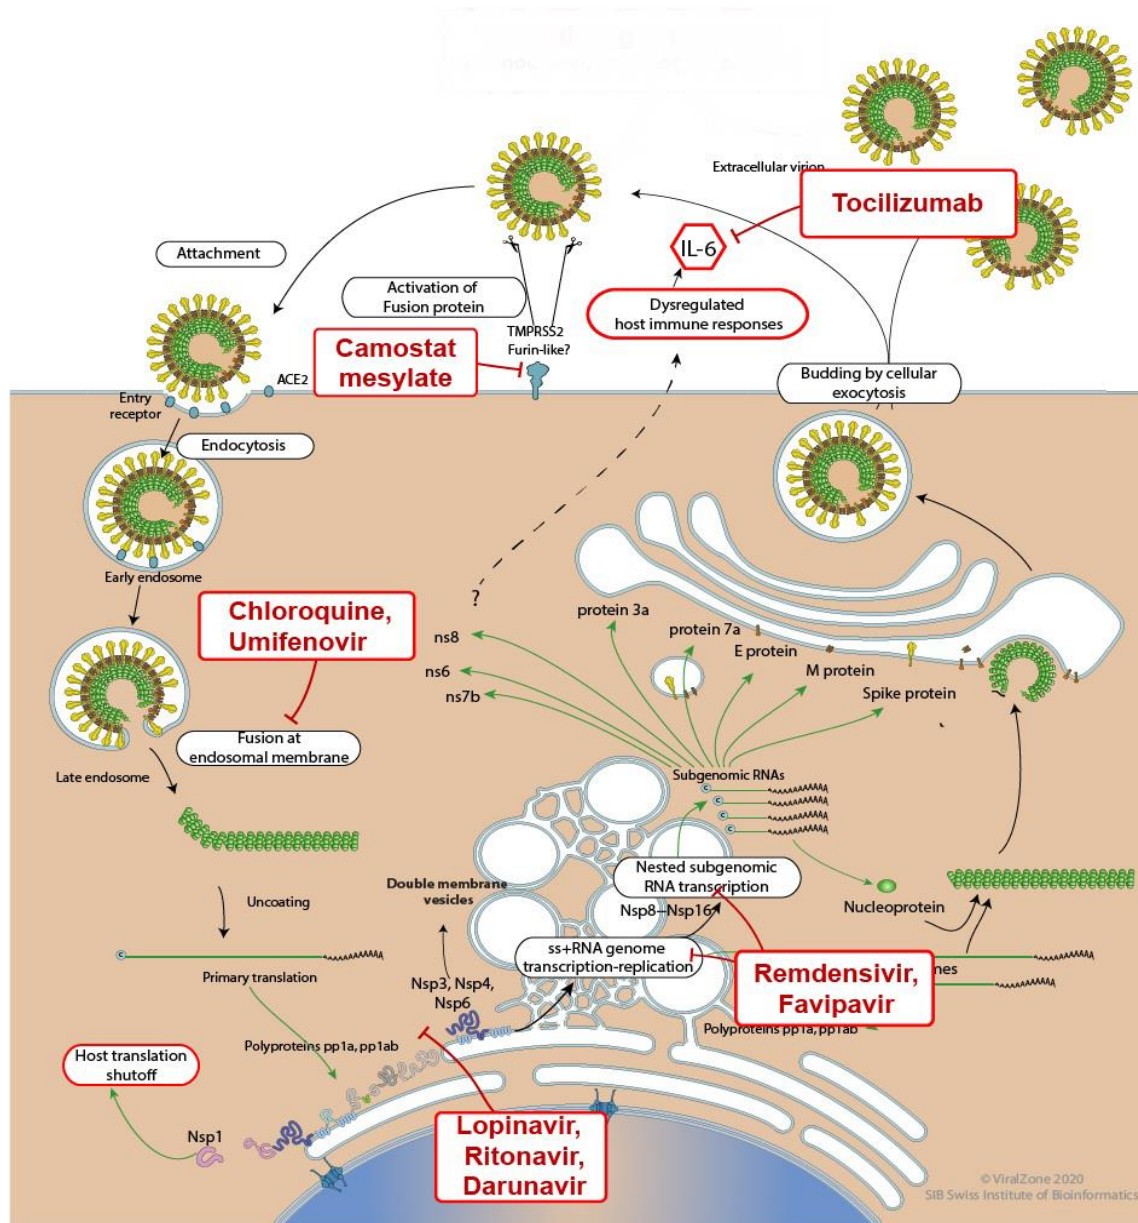 Extracellular virion
Tocilizumab
IL-6
Attachment
Activation of
Fusion protein
Dysregulated
host immune responses
TMPRSS2
Furin-like?
Camostat
mesylate
ACE2
Budding by cellular
exocytosis
Entry
receptor
Endocytosis
Early endosome
?
Chloroquine,
Umifenovir
protein 3a
protein 7a
ns8
E protein
ns6
M protein
ns7b
Spike protein
Fusion at
endosomal membrane
Late endosome
Subgenomic RNAs
C
C
C
C
Nested subgenomic
RNA transcription
Double membrane
vesicles
Uncoating
Nsp8–Nsp16
Nucleoprotein
ss+RNA genome
transcription-replication
C
Primary translation
Nsp3, Nsp4,
Nsp6
Remdensivir,
Favipavir
mes
Polyproteins pp1a, pp1ab
Polyproteins pp1a, pp1ab
Host translation
shutoff
Nsp1
Lopinavir,
Ritonavir,
Darunavir
© ViralZone 2020
SIB Swiss Institute of Bioinformatics